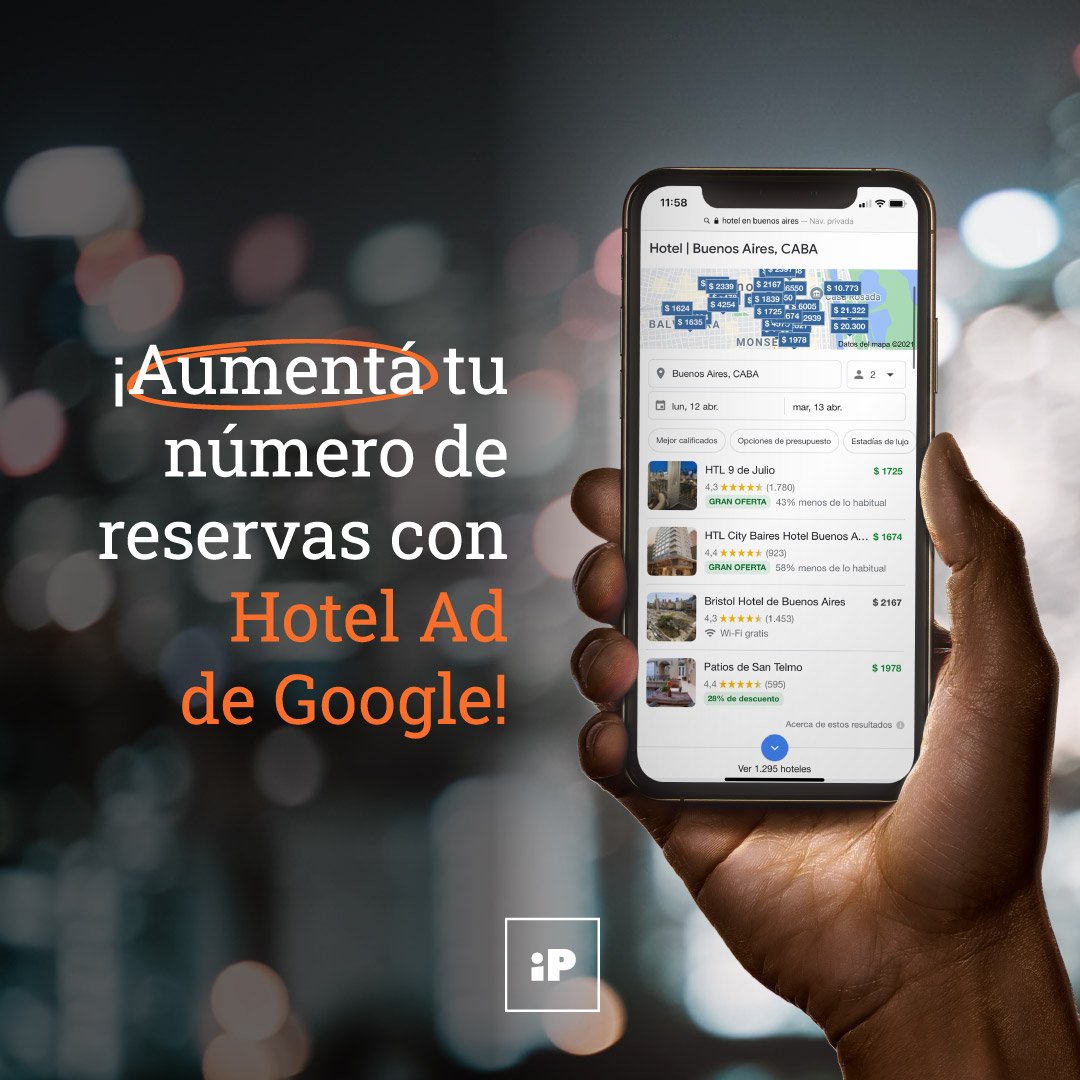 ¡Aumentá tu
número de
reservas con
Hotel Ad
de Google!
11:58
hotel en buenos aires — Nav. privada
Hotel | Buenos Aires, CABA
$ 2339
$ 2167
$ 10.773
$ 1624
$ 4254
$ 1839
Casa Rosada
$ 1635
$ 1725
$ 21.322
$ 20.300
$ 1978
Datos del mapa ©2021
Buenos Aires, CABA
2
lun, 12 abr.
mar, 13 abr.
Mejor calificados
Opciones de presupuesto
Estadías de lujo
HTL 9 de Julio
$ 1725
4,3 (1.780)
GRAN OFERTA 43% menos de lo habitual
HTL City Baires Hotel Buenos A...
$ 1674
4,4 (923)
GRAN OFERTA 58% menos de lo habitual
Bristol Hotel de Buenos Aires
$ 2167
4,3 (1.453)
Wi-Fi gratis
Patios de San Telmo
$ 1978
4,4 (595)
28% de descuento
Acerca de estos resultados
Ver 1.295 hoteles
iP